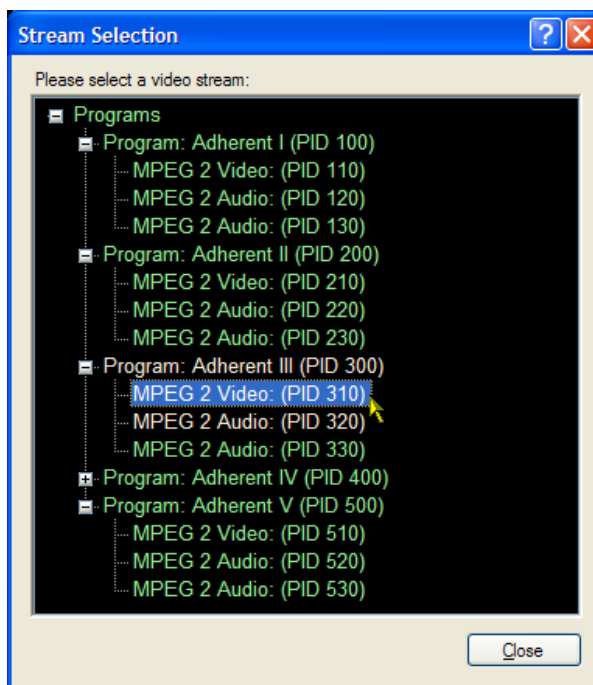 Stream Selection
Please select a video stream:
Programs
Program: Adherent I (PID 100)
MPEG 2 Video: (PID 110)
MPEG 2 Audio: (PID 120)
MPEG 2 Audio: (PID 130)
Program: Adherent II (PID 200)
MPEG 2 Video: (PID 210)
MPEG 2 Audio: (PID 220)
MPEG 2 Audio: (PID 230)
Program: Adherent III (PID 300)
MPEG 2 Video: (PID 310)
MPEG 2 Audio: (PID 320)
MPEG 2 Audio: (PID 330)
Program: Adherent IV (PID 400)
Program: Adherent V (PID 500)
MPEG 2 Video: (PID 510)
MPEG 2 Audio: (PID 520)
MPEG 2 Audio: (PID 530)
Close